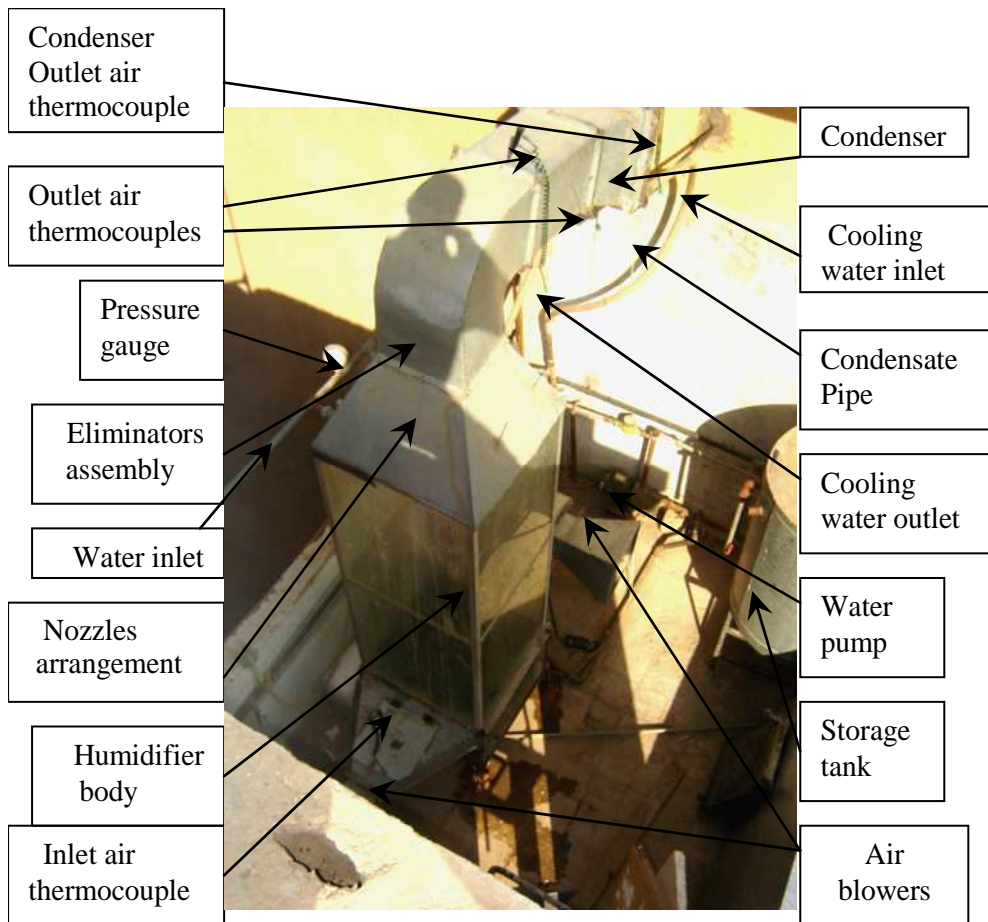 Condenser
Outlet air
thermocouple
Outlet air
thermocouples
Pressure
gauge
Eliminators
assembly
Water inlet
Nozzles
arrangement
Humidifier
body
Inlet air
thermocouple
Condenser
Cooling
water inlet
Condensate
Pipe
Cooling
water outlet
Water
pump
Storage
tank
Air
blowers